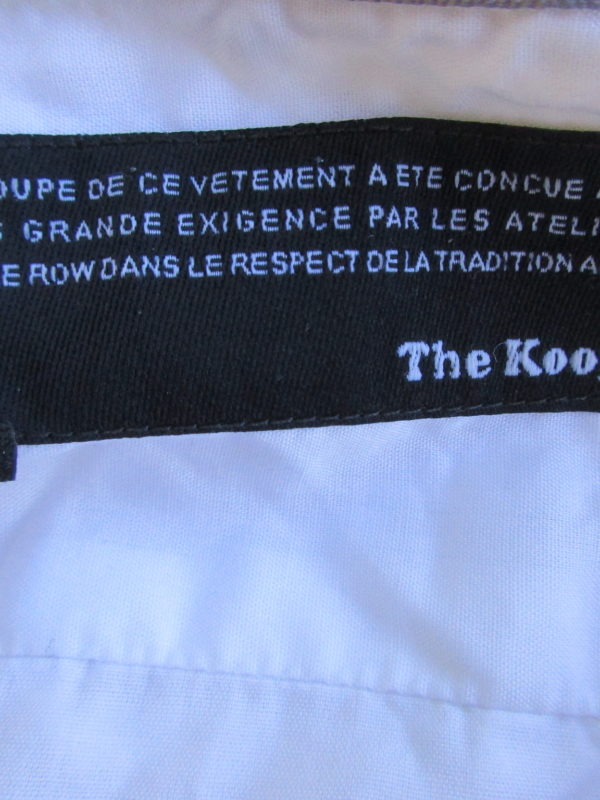 OUPE DE CE VETEMENT A ETE CONCUE
GRANDE EXIGENCE PAR LES ATELI
E ROW DANS LE RESPECT DE LA TRADITION A
The Koo